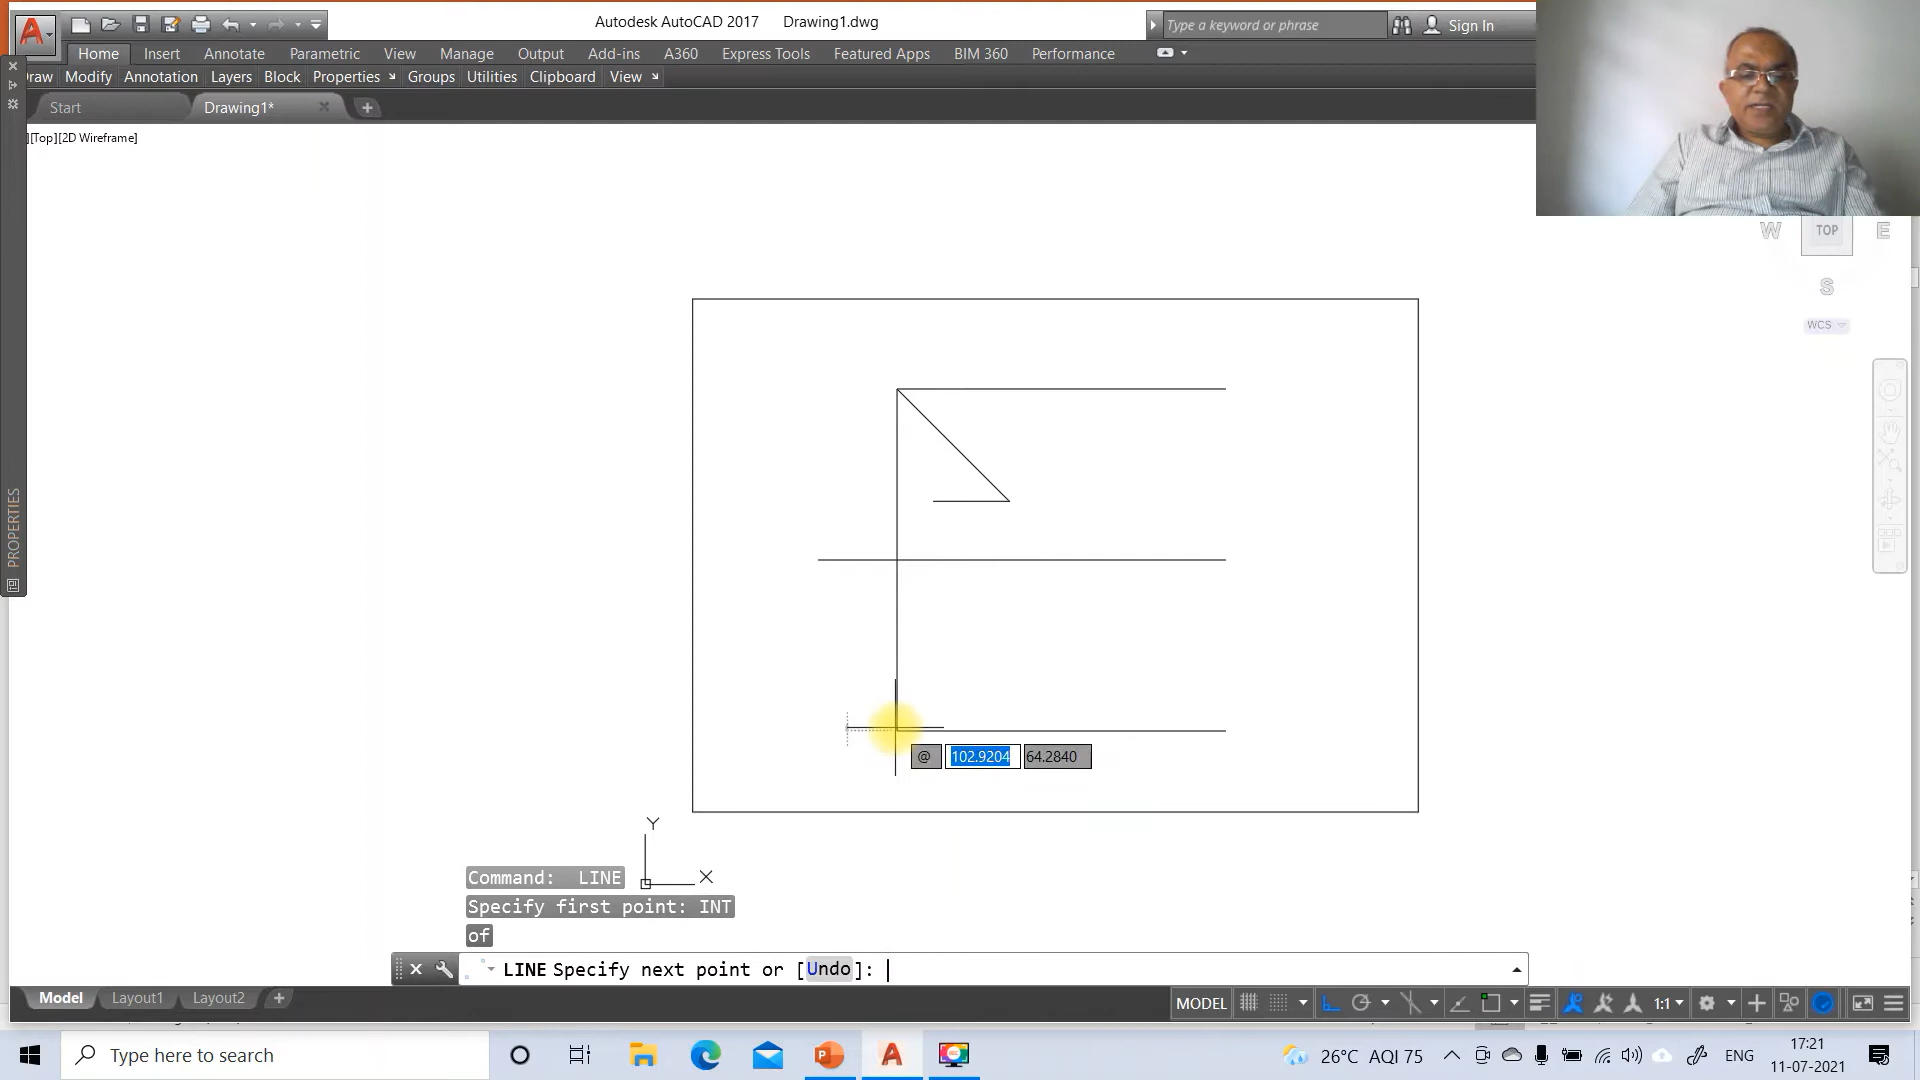 Autodesk AutoCAD 2017 Drawing1.dwg
Type a keyword or phrase
Sign In
Home Insert Annotate Parametric View Manage Output Add-ins A360 Express Tools Featured Apps BIM 360 Performance
raw Modify Annotation Layers Block Properties Groups Utilities Clipboard View
Start Drawing1*
][Top][2D Wireframe]
W TOP E
S
WCS
PROPERTIES
@ 102.9204 64.2840
Y
X
Command: LINE
Specify first point: INT
of
LINE Specify next point or [Undo]:
Model Layout1 Layout2
MODEL 1:1
Type here to search
26°C AQI 75
ENG
17:21
11-07-2021